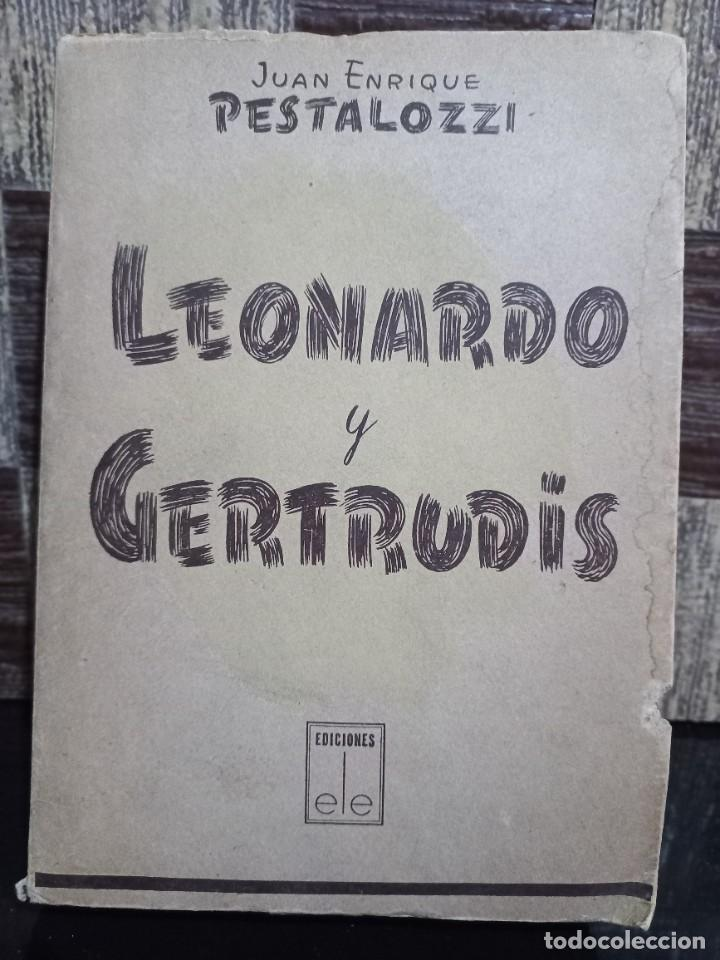 JUAN ENRIQUE
PESTALOZZI
LEONARDO
y
GERTRUDIS
EDICIONES
ele
todocoleccion